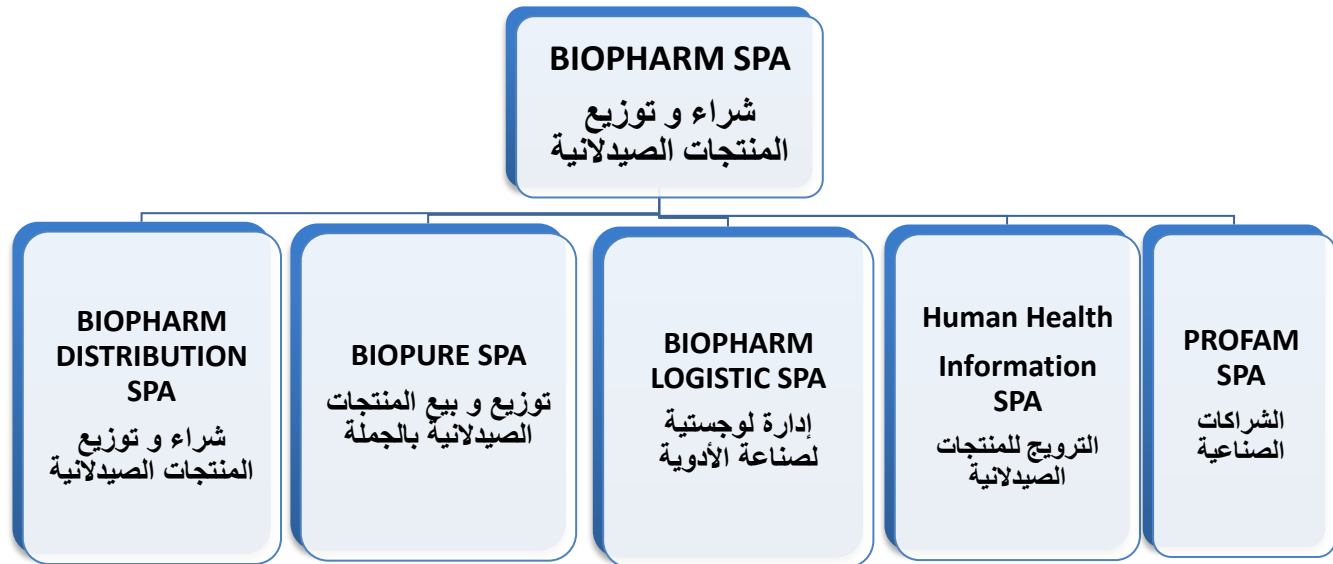 BIOPHARM SPA
شراء و توزيع
المنتجات الصيدلانية
BIOPHARM
DISTRIBUTION
SPA
شراء و توزيع
المنتجات الصيدلانية
BIOPURE SPA
توزيع و بيع المنتجات
الصيدلانية بالجملة
BIOPHARM
LOGISTIC SPA
إدارة لوجستية
لصناعة الأدوية
Human Health
Information
SPA
الترويج للمنتجات
الصيدلانية
PROFAM
SPA
الشراكات
الصناعية